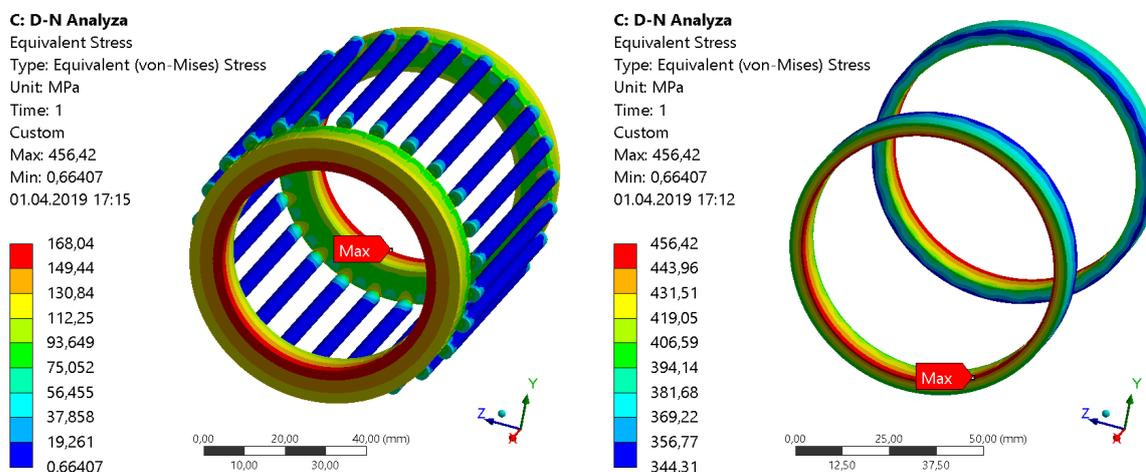 C: D-N Analyza
Equivalent Stress
Type: Equivalent (von-Mises) Stress
Unit: MPa
Time: 1
Custom
Max: 456,42
Min: 0,66407
01.04.2019 17:15
168,04
149,44
130,84
112,25
93,649
75,052
56,455
37,858
19,261
0,66407
Max
0,00 20,00 40,00 (mm)
10,00 30,00
Y
Z
C: D-N Analyza
Equivalent Stress
Type: Equivalent (von-Mises) Stress
Unit: MPa
Time: 1
Custom
Max: 456,42
Min: 0,66407
01.04.2019 17:12
456,42
443,96
431,51
419,05
406,59
394,14
381,68
369,22
356,77
344,31
Max
0,00 25,00 50,00 (mm)
12,50 37,50
Y
Z